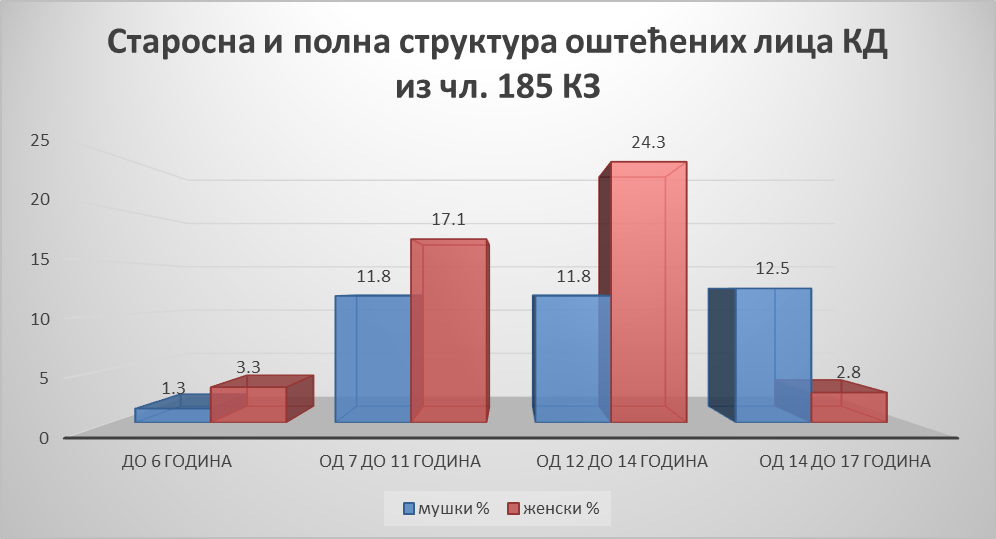 Старосна и полна структура оштећених лица КД
из чл. 185 КЗ
25
20
15
10
5
0
1.3
3.3
11.8
17.1
11.8
24.3
12.5
2.8
ДО 6 ГОДИНА
ОД 7 ДО 11 ГОДИНА
ОД 12 ДО 14 ГОДИНА
ОД 14 ДО 17 ГОДИНА
мушки %
женски %